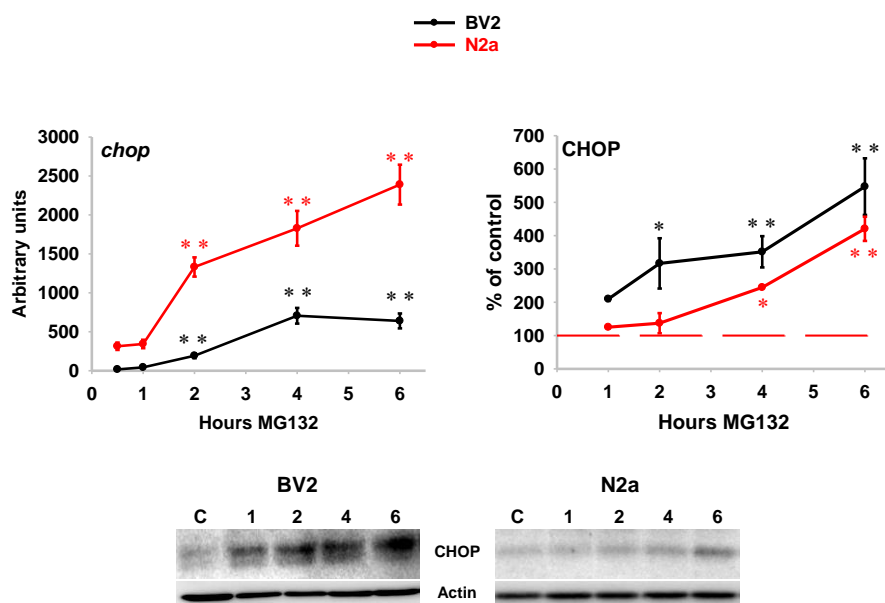 BV2
N2a
chop
Arbitrary units
3000
2500
2000
1500
1000
500
0
0 1 2 3 4 5 6
Hours MG132
* *
* *
* *
* *
* *
* *
CHOP
% of control
700
600
500
400
300
200
100
0
0 1 2 3 4 5 6
Hours MG132
*
* *
* *
*
* *
BV2
C 1 2 4 6
N2a
C 1 2 4 6
CHOP
Actin